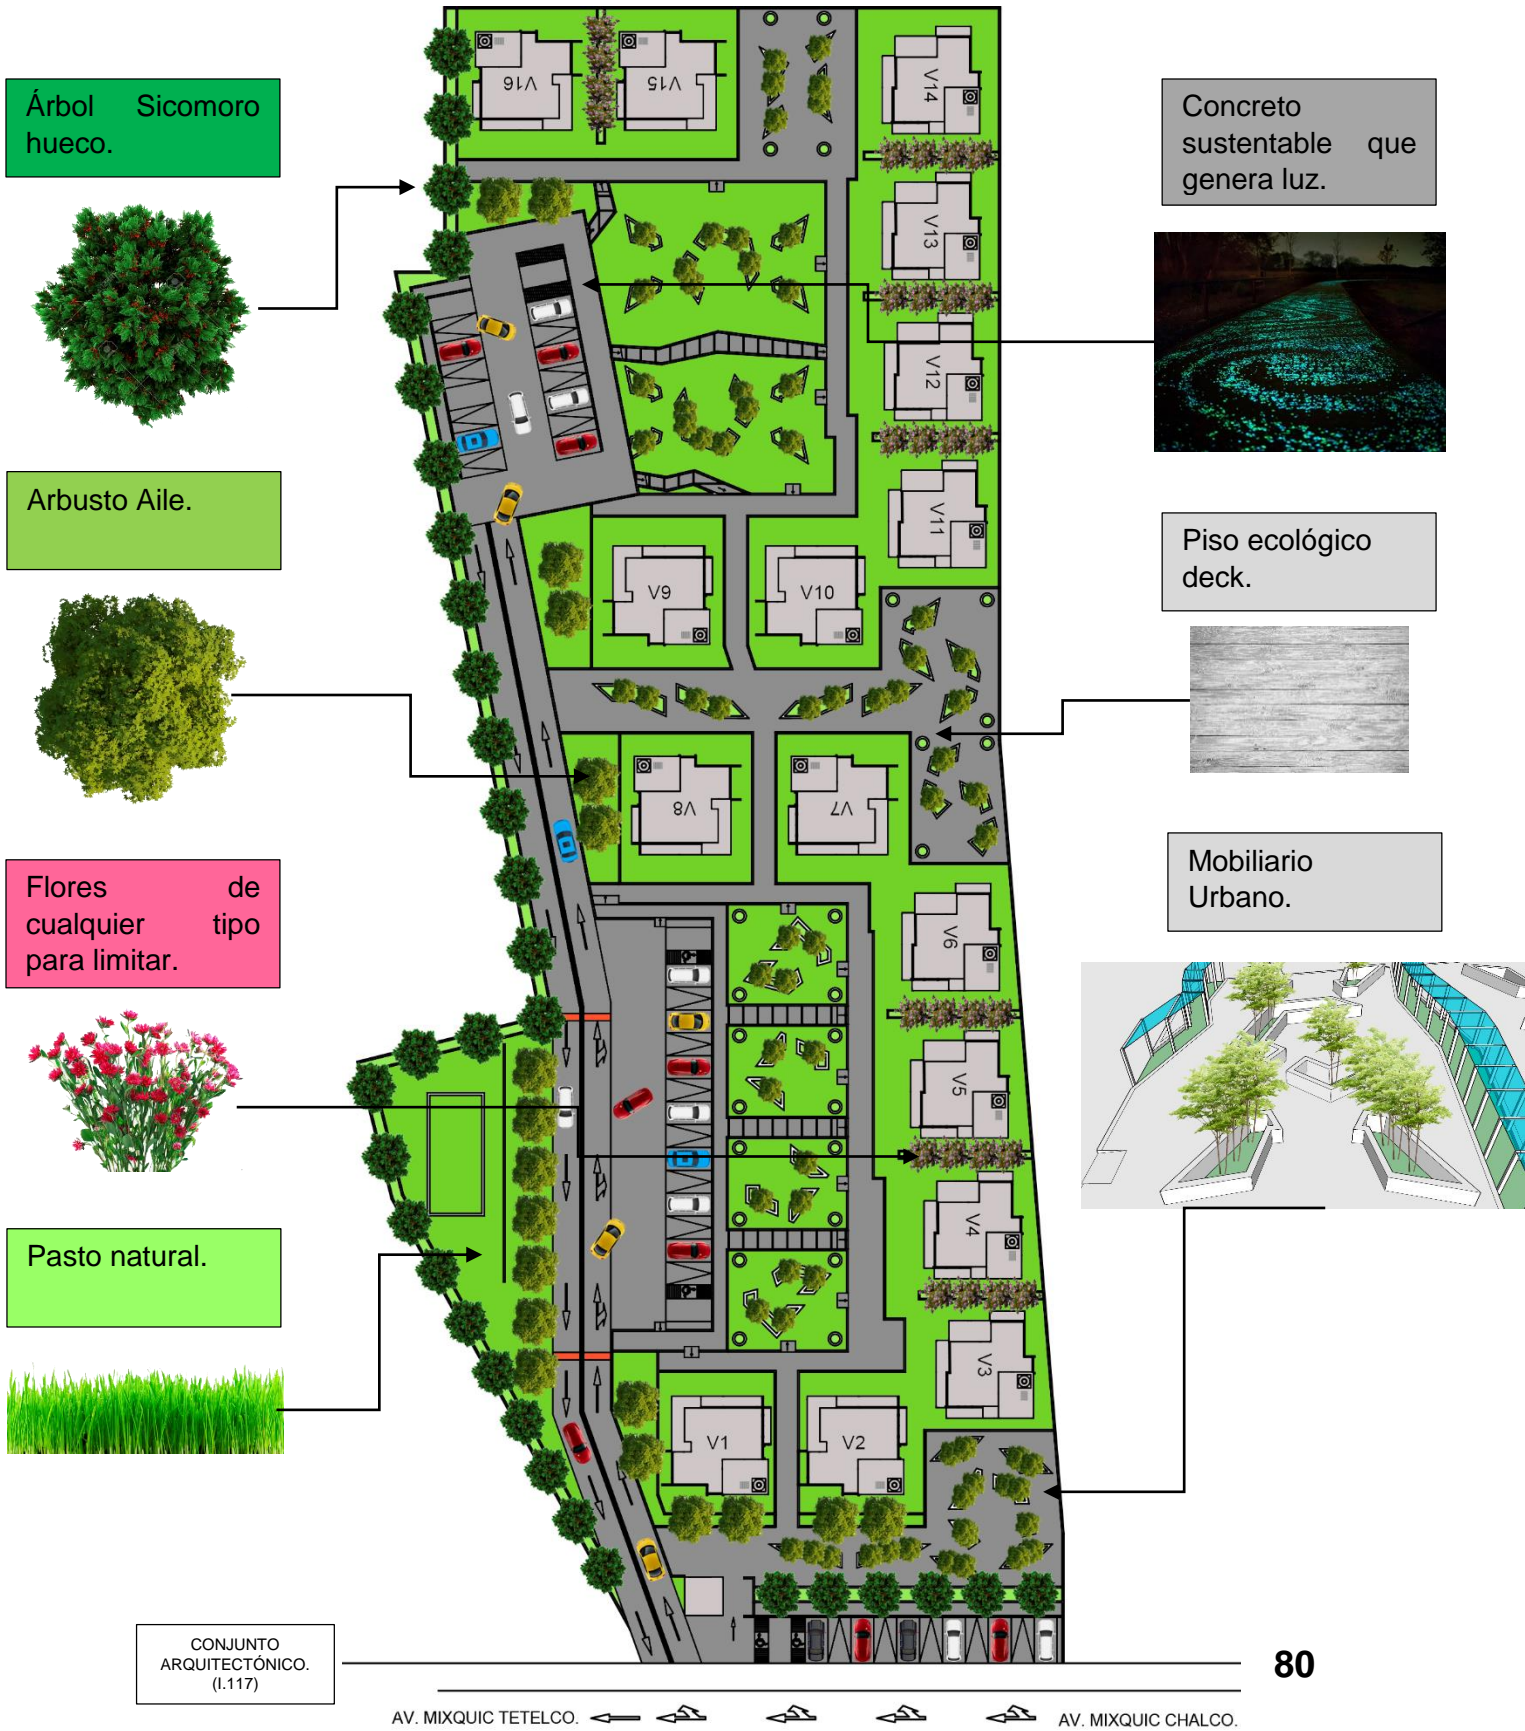 Árbol Sicomoro
hueco.
Arbusto Aile.
Flores de
cualquier tipo
para limitar.
Pasto natural.
Concreto
sustentable que
genera luz.
Piso ecológico
deck.
Mobiliario
Urbano.
V16
V15
V14
V13
V12
V11
V9
V10
V8
V7
V6
V5
V4
V3
V1
V2
CONJUNTO
ARQUITECTÓNICO.
(I.117)
80
AV. MIXQUIC TETELCO.
AV. MIXQUIC CHALCO.